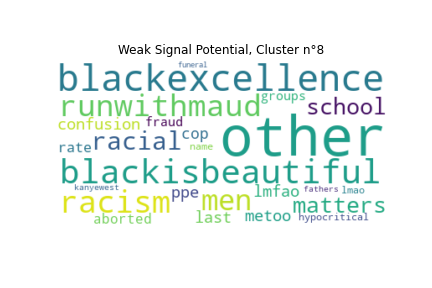 Weak Signal Potential, Cluster n°8
funeral
blackexcellence
runwithmaud groups school
confusion fraud
rate racial cop name other
blackisbeautiful
kanyewest ppe lmfao fathers lmao
racism men matters
aborted last metoo hypocritical